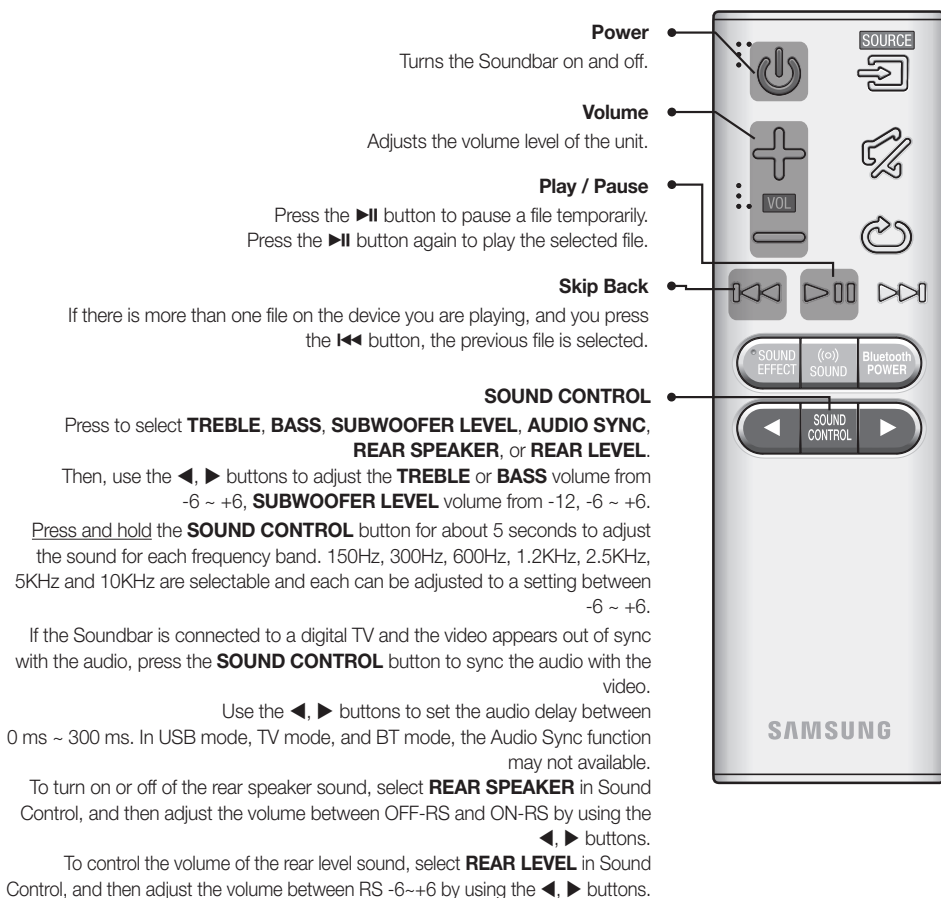 Power
Turns the Soundbar on and off.
Volume
Adjusts the volume level of the unit.
Play / Pause
Press the ⏯ button to pause a file temporarily.
Press the ⏯ button again to play the selected file.
Skip Back
If there is more than one file on the device you are playing, and you press
the ⏮ button, the previous file is selected.
SOUND CONTROL
Press to select TREBLE, BASS, SUBWOOFER LEVEL, AUDIO SYNC,
REAR SPEAKER, or REAR LEVEL.
Then, use the ◀, ▶ buttons to adjust the TREBLE or BASS volume from
-6 ~ +6, SUBWOOFER LEVEL volume from -12, -6 ~ +6.
Press and hold the SOUND CONTROL button for about 5 seconds to adjust
the sound for each frequency band. 150Hz, 300Hz, 600Hz, 1.2KHz, 2.5KHz,
5KHz and 10KHz are selectable and each can be adjusted to a setting between
-6 ~ +6.
If the Soundbar is connected to a digital TV and the video appears out of sync
with the audio, press the SOUND CONTROL button to sync the audio with the
video.
Use the ◀, ▶ buttons to set the audio delay between
0 ms ~ 300 ms. In USB mode, TV mode, and BT mode, the Audio Sync function
may not available.
To turn on or off of the rear speaker sound, select REAR SPEAKER in Sound
Control, and then adjust the volume between OFF-RS and ON-RS by using the
◀, ▶ buttons.
To control the volume of the rear level sound, select REAR LEVEL in Sound
Control, and then adjust the volume between RS -6~+6 by using the ◀, ▶ buttons.
SOURCE
VOL
SOUND
EFFECT
SOUND
Bluetooth
POWER
SOUND
CONTROL
SAMSUNG